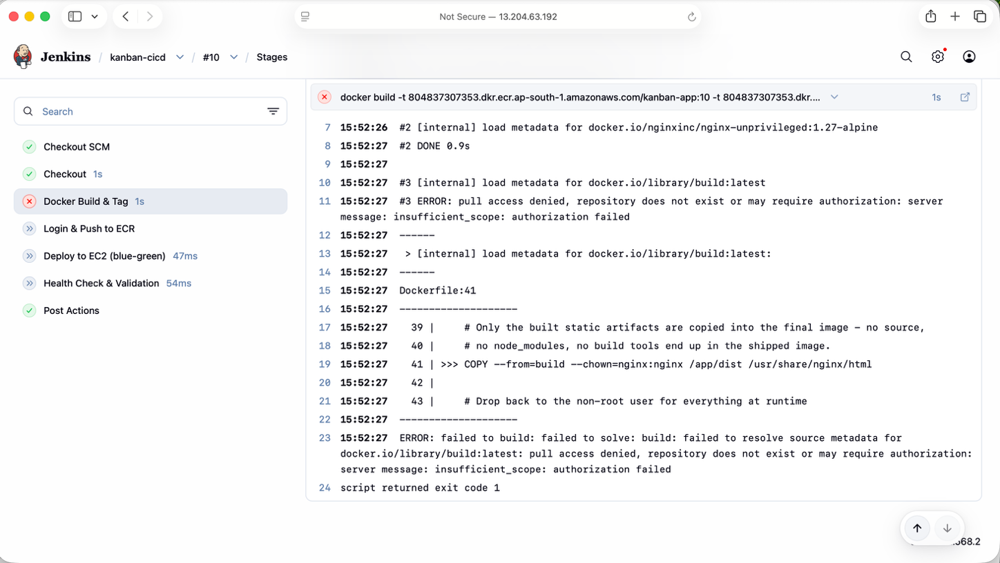 Not Secure — 13.204.63.192
Jenkins / kanban-cicd / #10 / Stages
Search
Checkout SCM
Checkout 1s
Docker Build & Tag 1s
Login & Push to ECR
Deploy to EC2 (blue-green) 47ms
Health Check & Validation 54ms
Post Actions
docker build -t 804837307353.dkr.ecr.ap-south-1.amazonaws.com/kanban-app:10 -t 804837307353.dkr.... 1s
7 15:52:26 #2 [internal] load metadata for docker.io/nginxinc/nginx-unprivileged:1.27-alpine
8 15:52:27 #2 DONE 0.9s
9 15:52:27
10 15:52:27 #3 [internal] load metadata for docker.io/library/build:latest
11 15:52:27 #3 ERROR: pull access denied, repository does not exist or may require authorization: server
message: insufficient_scope: authorization failed
12 15:52:27 ------
13 15:52:27 > [internal] load metadata for docker.io/library/build:latest:
14 15:52:27 ------
15 15:52:27 Dockerfile:41
16 15:52:27 --------------------
17 15:52:27 39 | # Only the built static artifacts are copied into the final image — no source,
18 15:52:27 40 | # no node_modules, no build tools end up in the shipped image.
19 15:52:27 41 | >>> COPY --from=build --chown=nginx:nginx /app/dist /usr/share/nginx/html
20 15:52:27 42 |
21 15:52:27 43 | # Drop back to the non-root user for everything at runtime
22 15:52:27 --------------------
23 15:52:27 ERROR: failed to build: failed to solve: build: failed to resolve source metadata for
docker.io/library/build:latest: pull access denied, repository does not exist or may require authorization:
server message: insufficient_scope: authorization failed
24 script returned exit code 1